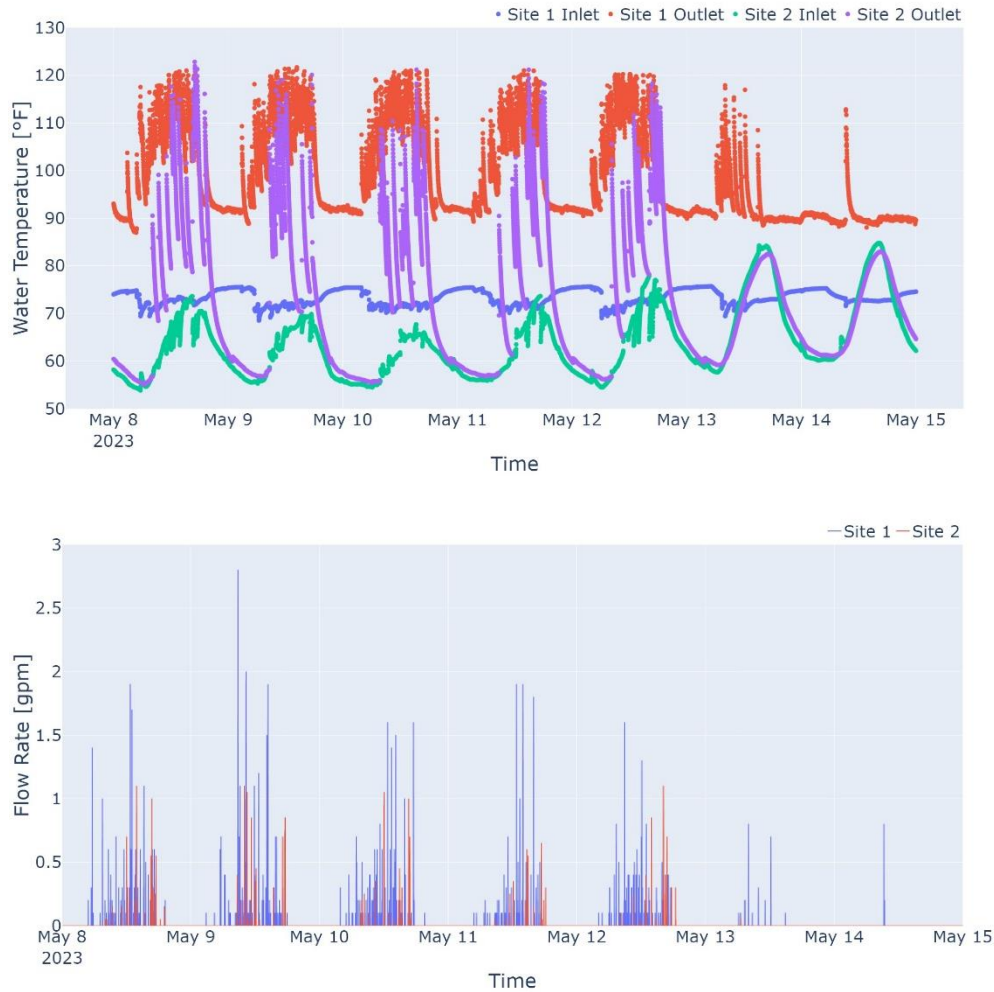 Site 1 Inlet Site 1 Outlet Site 2 Inlet Site 2 Outlet
130
120
110
100
90
80
70
60
50
Water Temperature [°F]
May 8 May 9 May 10 May 11 May 12 May 13 May 14 May 15
2023
Time
Site 1 Site 2
3
2.5
2
1.5
1
0.5
0
Flow Rate [gpm]
May 8 May 9 May 10 May 11 May 12 May 13 May 14 May 15
2023
Time